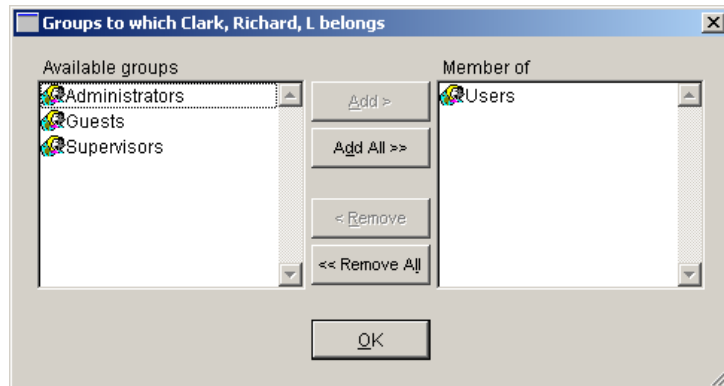 Groups to which Clark, Richard, L belongs
Available groups
Member of
Administrators
Guests
Supervisors
Add >
Add All >>
< Remove
<< Remove All
Users
OK